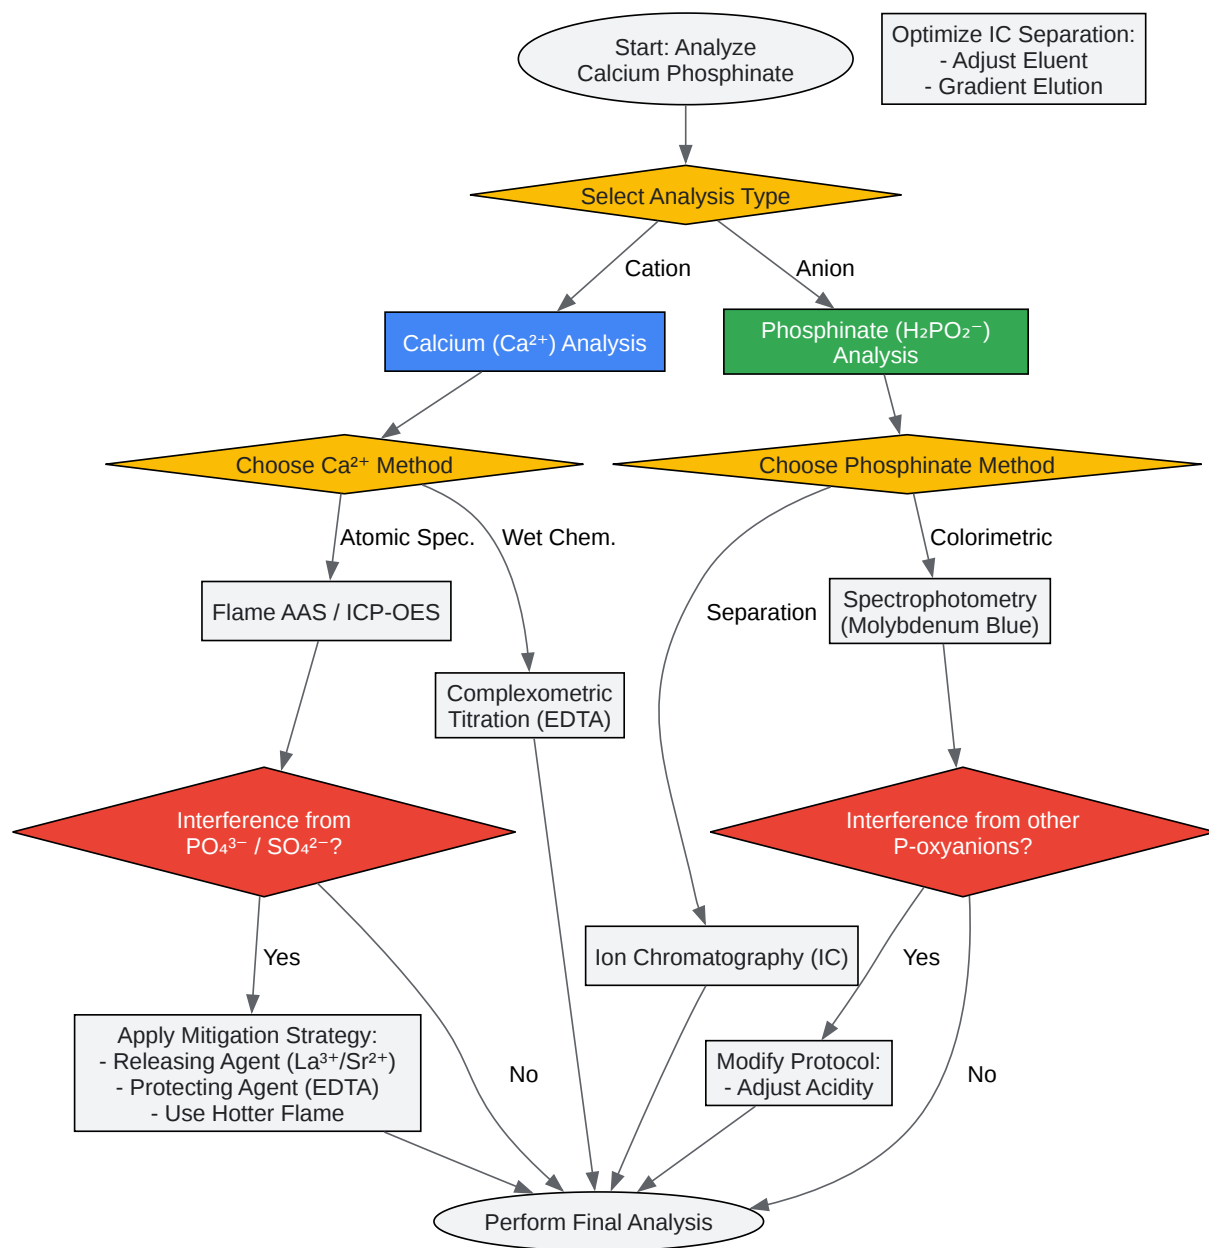 Start: Analyze
Calcium Phosphinate
Optimize IC Separation:
- Adjust Eluent
- Gradient Elution
Select Analysis Type
Cation
Anion
Calcium (Ca²⁺) Analysis
Phosphinate (H₂PO₂⁻)
Analysis
Choose Ca²⁺ Method
Choose Phosphinate Method
Atomic Spec.
Wet Chem.
Colorimetric
Separation
Flame AAS / ICP-OES
Spectrophotometry
(Molybdenum Blue)
Complexometric
Titration (EDTA)
Interference from
PO₄³⁻ / SO₄²⁻?
Interference from other
P-oxyanions?
Yes
Ion Chromatography (IC)
Yes
Apply Mitigation Strategy:
- Releasing Agent (La³⁺/Sr²⁺)
- Protecting Agent (EDTA)
- Use Hotter Flame
No
Modify Protocol:
- Adjust Acidity
No
Perform Final Analysis